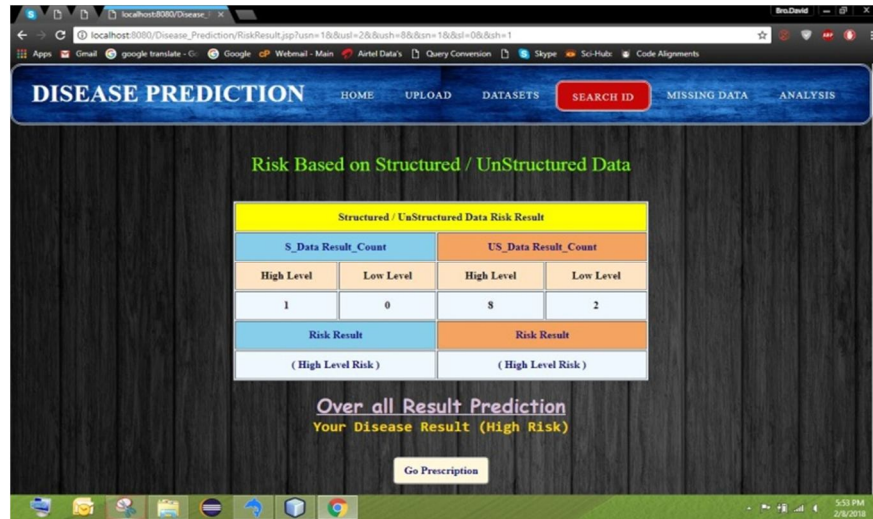 localhost:8080/Disease_
Bro.David
localhost:8080/Disease_Prediction/RiskResult.jsp?usn=1&&usl=2&&ush=8&&sn=1&&sl=0&&sh=1
Apps Gmail google translate - G Google Webmail - Main Airtel Data's Query Conversion Skype Sci-Hub: Code Alignments
DISEASE PREDICTION HOME UPLOAD DATASETS SEARCH ID MISSING DATA ANALYSIS
Risk Based on Structured / UnStructured Data
Structured / UnStructured Data Risk Result
S_Data Result_Count US_Data Result_Count
High Level Low Level High Level Low Level
1 0 8 2
Risk Result Risk Result
( High Level Risk ) ( High Level Risk )
Over all Result Prediction
Your Disease Result (High Risk)
Go Prescription
5:53 PM
2/8/2018